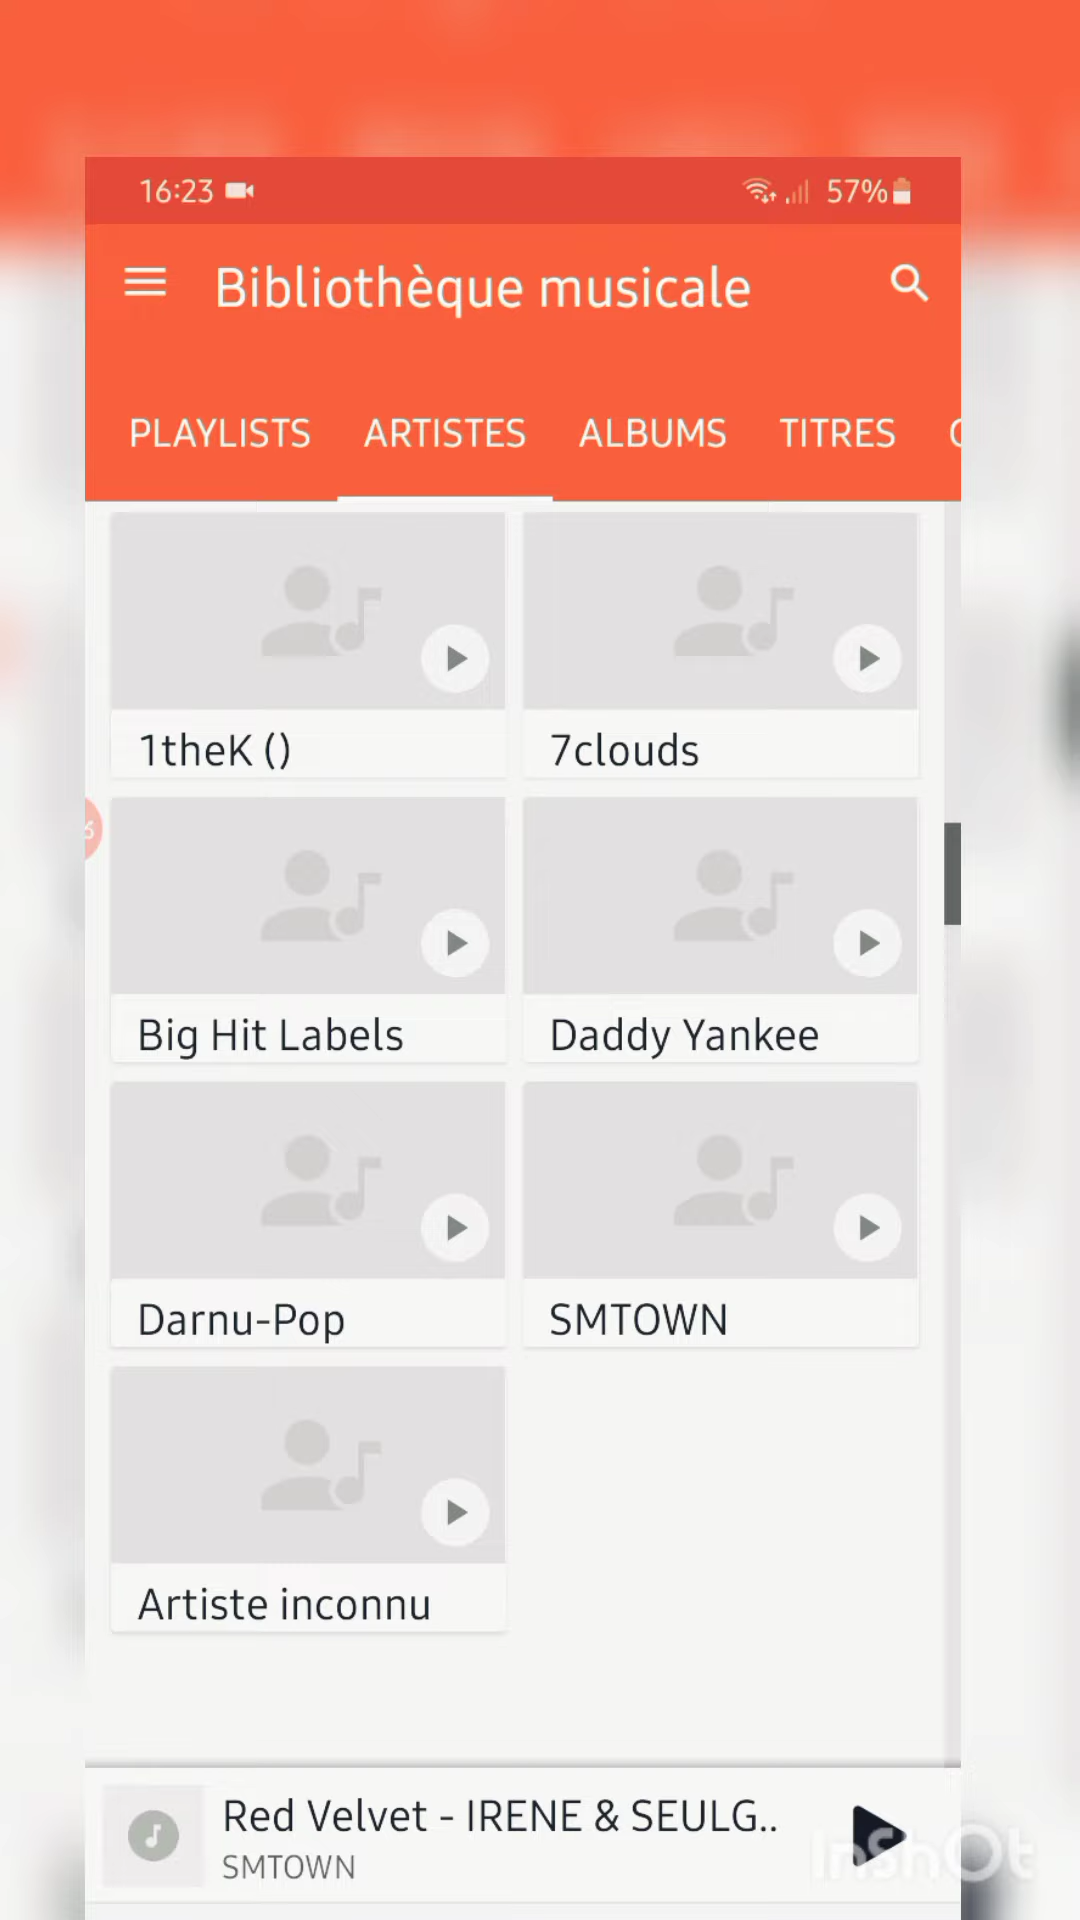 16:23 57%
Bibliothèque musicale
PLAYLISTS ARTISTES ALBUMS TITRES
1theK () 7clouds
6
Big Hit Labels Daddy Yankee
Darnu-Pop SMTOWN
Artiste inconnu
Red Velvet - IRENE & SEULG..
SMTOWN
InShOt